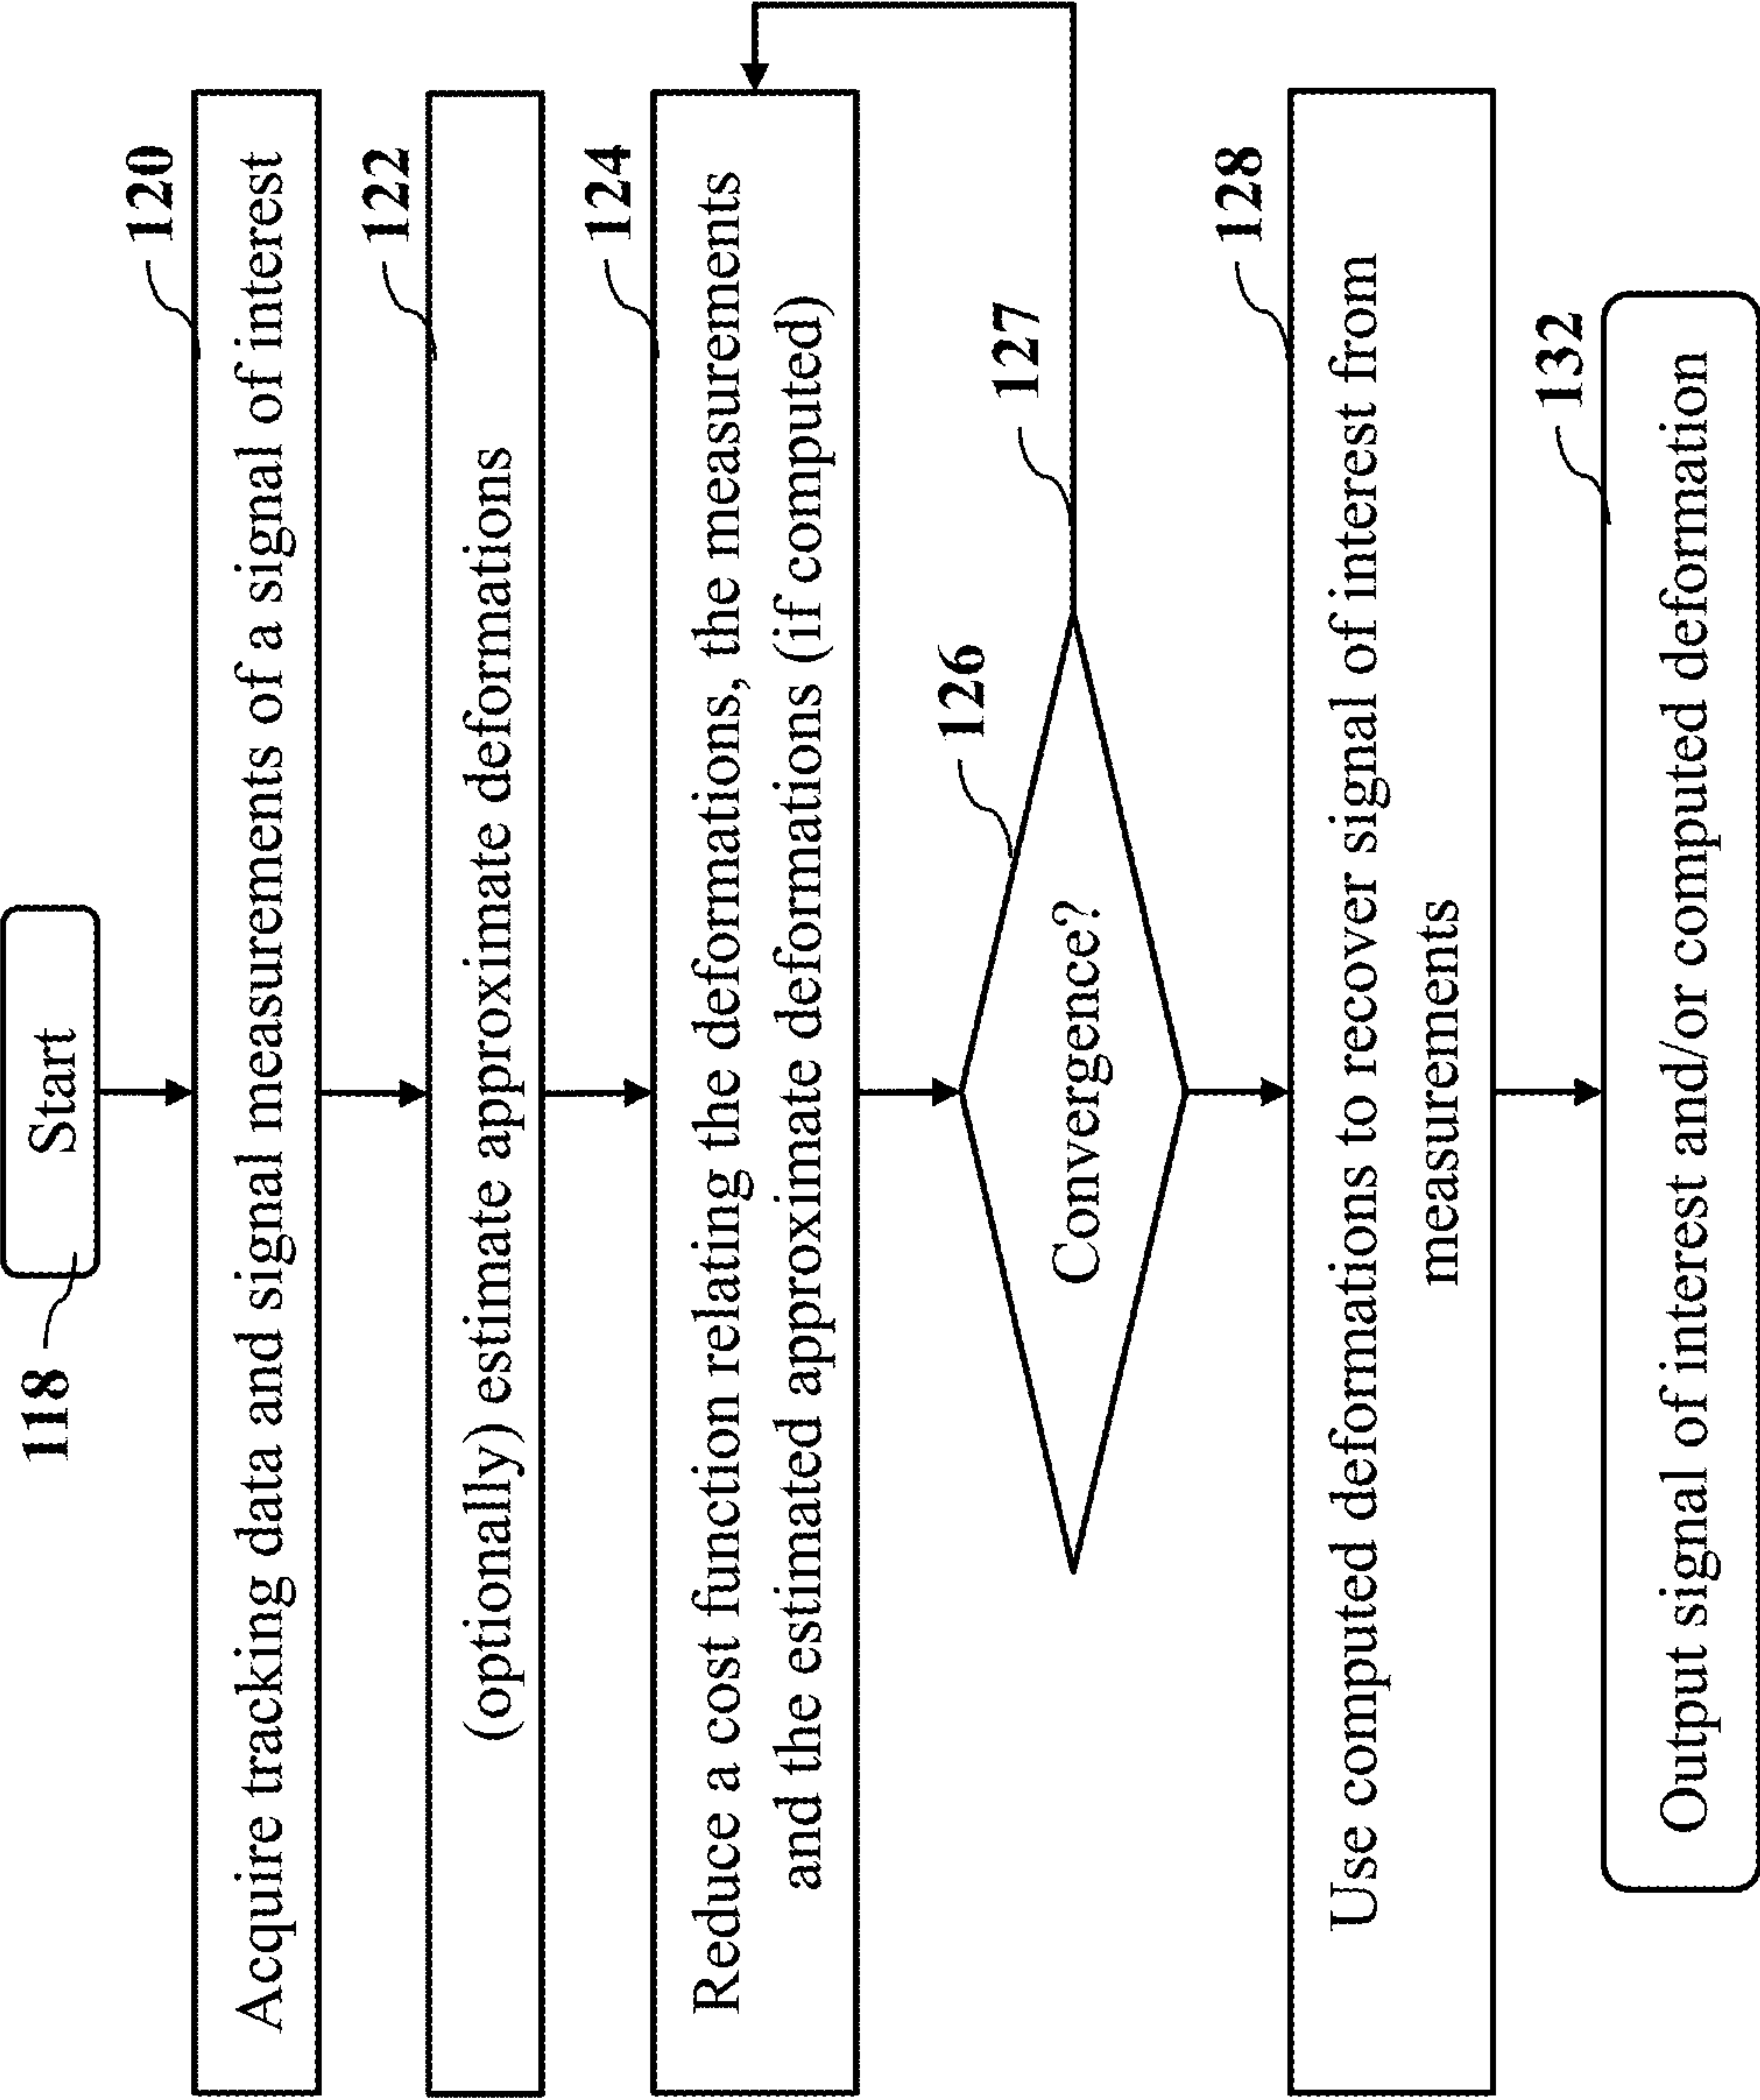 118
Start
120
Acquire tracking data and signal measurements of a signal of interest
122
(optionally) estimate approximate deformations
124
Reduce a cost function relating the deformations, the measurements
and the estimated approximate deformations (if computed)
126
Convergence?
127
128
Use computed deformations to recover signal of interest from
measurements
132
Output signal of interest and/or computed deformation